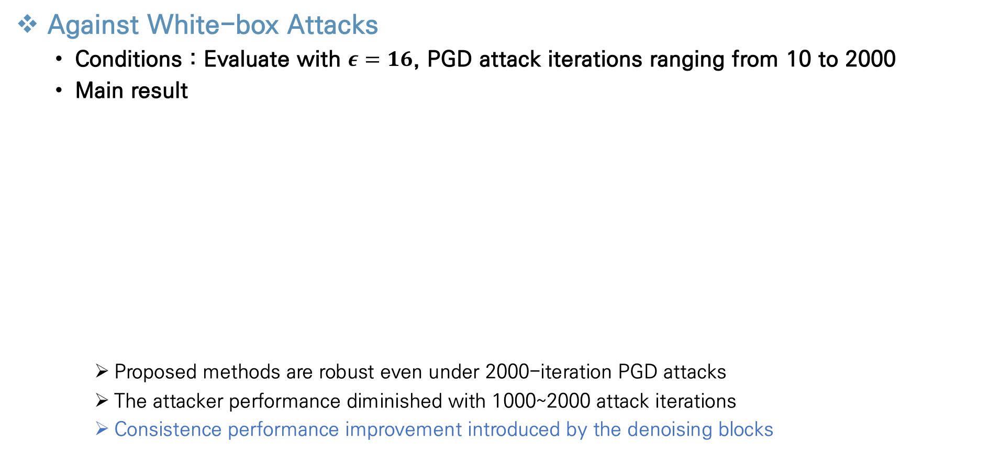 ❖ Against White-box Attacks
• Conditions : Evaluate with ϵ = 16, PGD attack iterations ranging from 10 to 2000
• Main result
➢ Proposed methods are robust even under 2000-iteration PGD attacks
➢ The attacker performance diminished with 1000~2000 attack iterations
➢ Consistence performance improvement introduced by the denoising blocks